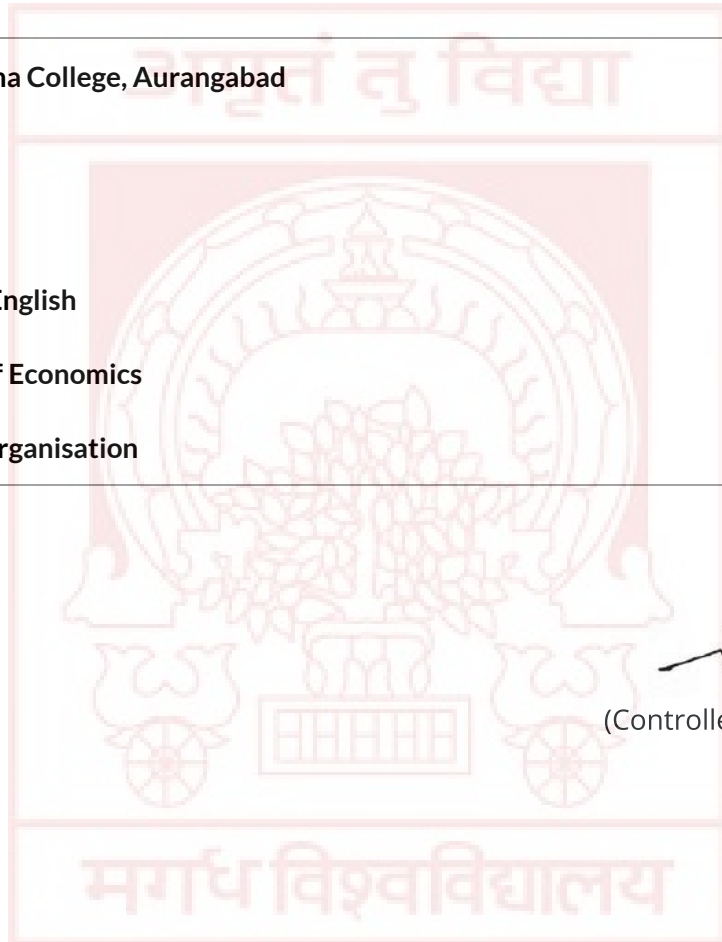 अमृतं तु विद्या
na College, Aurangabad
English
f Economics
rganisation
(Controlle
मगध विश्वविद्यालय